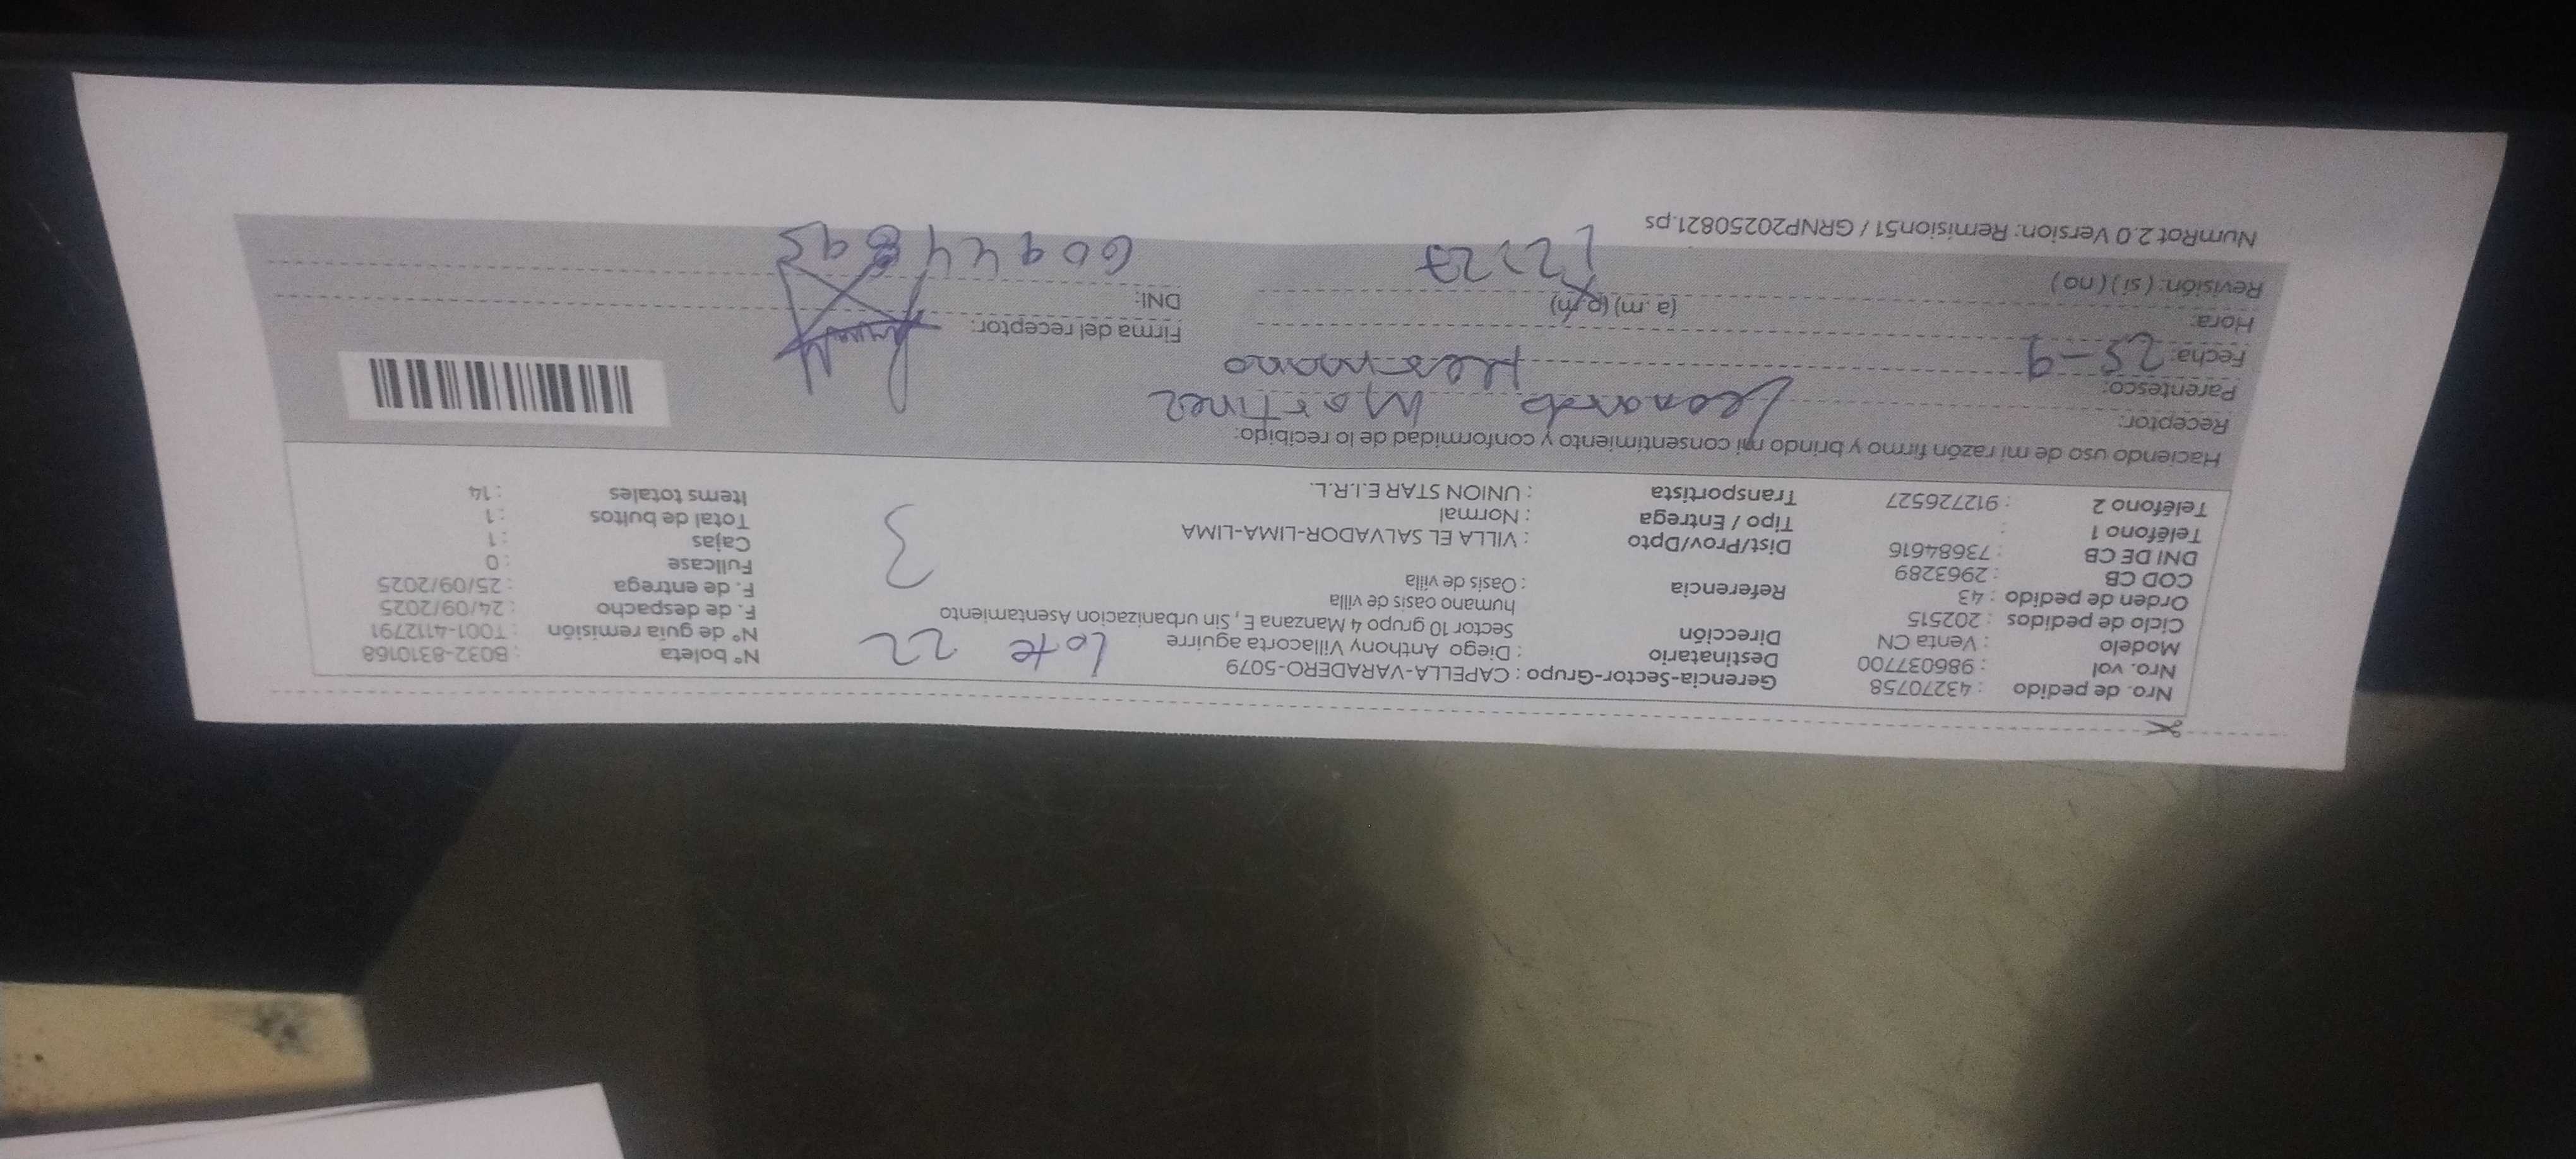 Nro. de pedido : 43270758
Nro. vol : 986037700
Modelo : Venta CN
Ciclo de pedidos : 202515
Orden de pedido : 43
COD CB : 2963289
DNI DE CB : 73684616
Teléfono 1 :
Teléfono 2 : 912726527
Gerencia-Sector-Grupo : CAPELLA-VARADERO-5079
Destinatario : Diego Anthony Villacorta aguirre
Dirección Sector 10 grupo 4 Manzana E , Sin urbanizacion Asentamiento
humano oasis de villa
Referencia : Oasis de villa
Dist/Prov/Dpto : VILLA EL SALVADOR-LIMA-LIMA
Tipo / Entrega : Normal
Transportista : UNION STAR E.I.R.L.
Lote 22
3
N° boleta : B032-8310168
N° de guía remisión : T001-4112791
F. de despacho : 24/09/2025
F. de entrega : 25/09/2025
Fullcase : 0
Cajas : 1
Total de bultos : 1
Items totales : 14
Haciendo uso de mi razón firmo y brindo mi consentimiento y conformidad de lo recibido:
Receptor: Leonardo Martinez
Parentesco: Hermano
Fecha: 25-9
Hora: (a. m) (p. m)
Revisión: ( si ) ( no )
Firma del receptor:
DNI:
NumRot 2.0 Version: Remision51 / GRNP20250821.ps